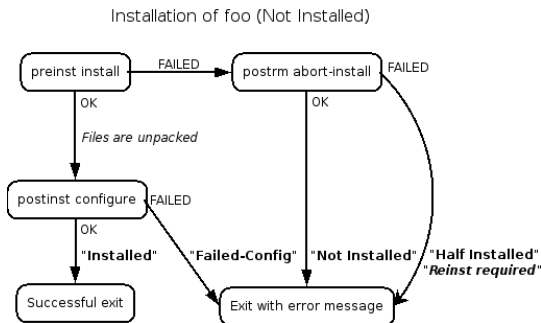 Installation of foo (Not Installed)
preinst install
FAILED
postrm abort-install
FAILED
OK
OK
Files are unpacked
postinst configure
FAILED
OK
"Installed"
"Failed-Config"
"Not Installed"
"Half Installed"
"Reinst required"
Successful exit
Exit with error message